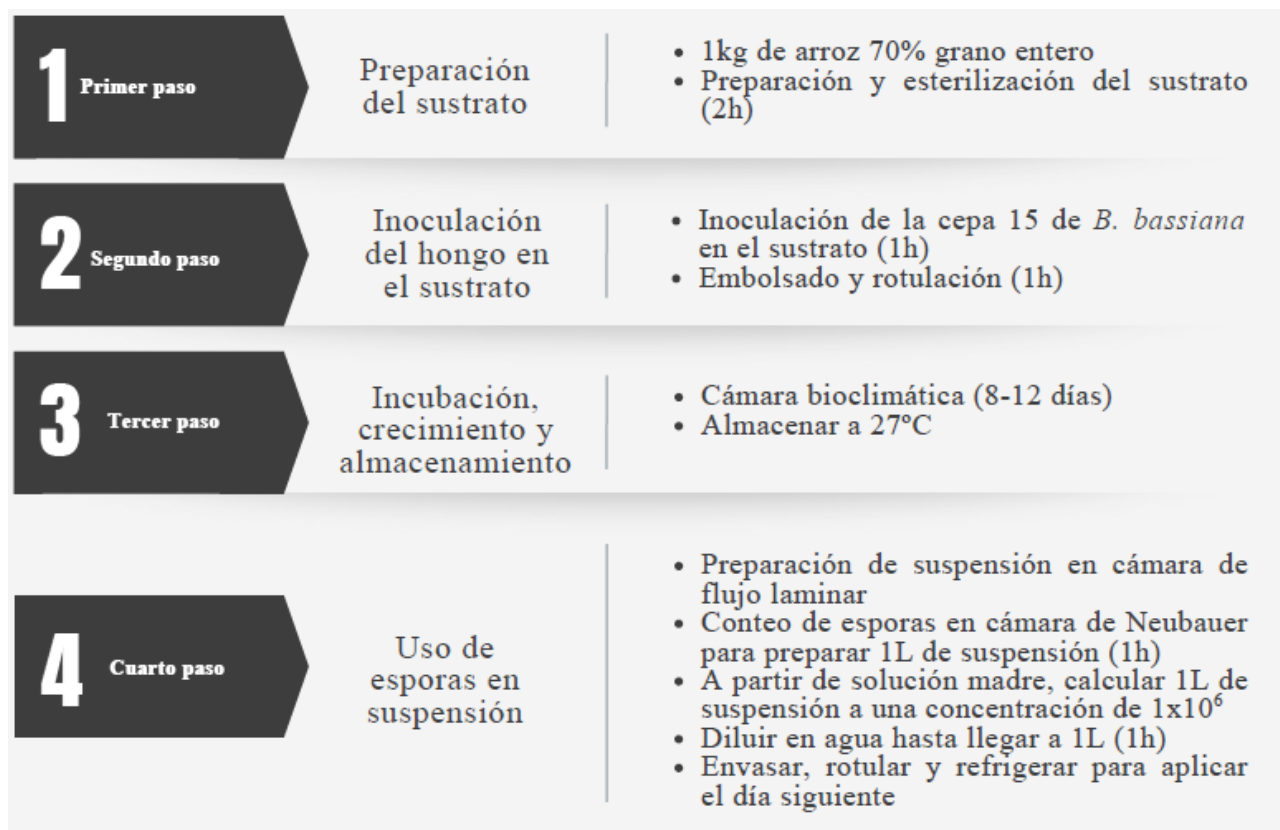 1 Primer paso
Preparación
del sustrato
• 1kg de arroz 70% grano entero
• Preparación y esterilización del sustrato
(2h)
2 Segundo paso
Inoculación
del hongo en
el sustrato
• Inoculación de la cepa 15 de B. bassiana
en el sustrato (1h)
• Embolsado y rotulación (1h)
3 Tercer paso
Incubación,
crecimiento y
almacenamiento
• Cámara bioclimática (8-12 días)
• Almacenar a 27ºC
4 Cuarto paso
Uso de
esporas en
suspensión
• Preparación de suspensión en cámara de
flujo laminar
• Conteo de esporas en cámara de Neubauer
para preparar 1L de suspensión (1h)
• A partir de solución madre, calcular 1L de
suspensión a una concentración de 1x10⁶
• Diluir en agua hasta llegar a 1L (1h)
• Envasar, rotular y refrigerar para aplicar
el día siguiente